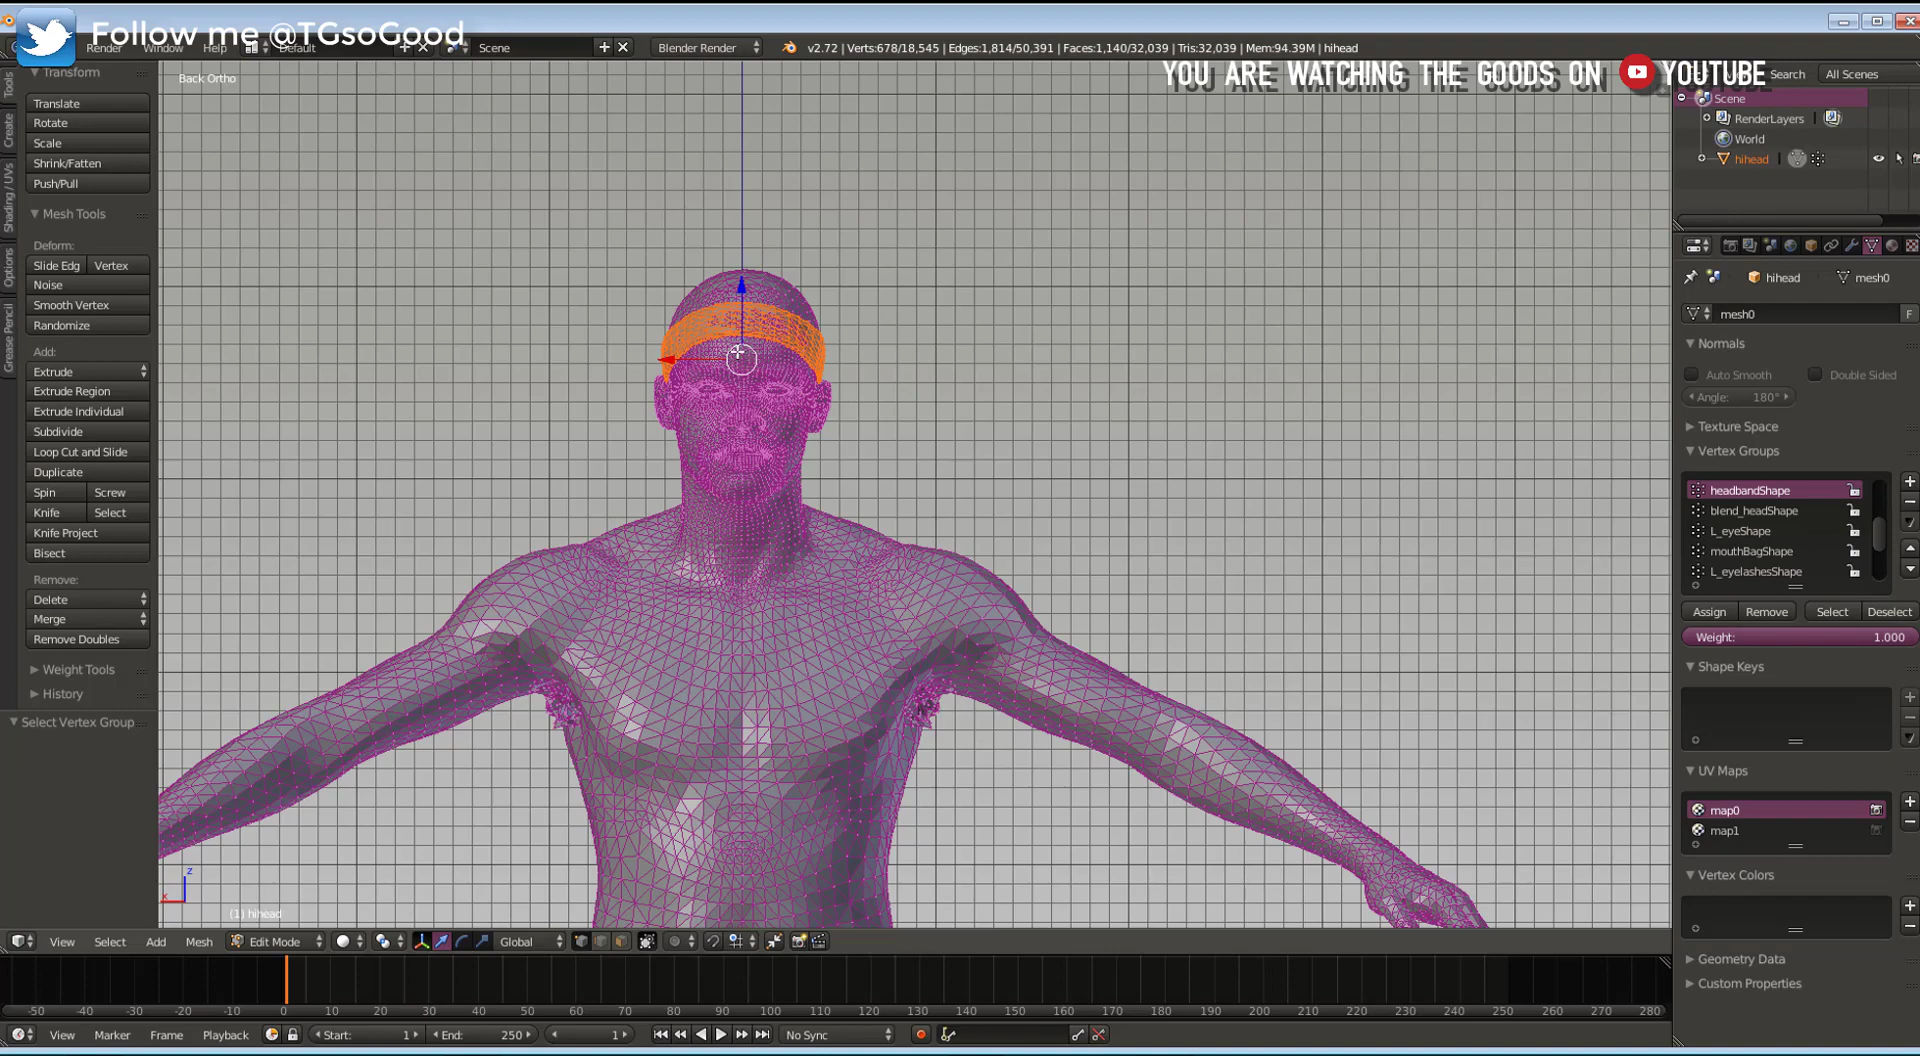 Follow me @TGsoGood
Render Window Help Default Scene Blender Render v2.72 | Verts:678/18,545 | Edges:1,814/50,391 | Faces:1,140/32,039 | Tris:32,039 | Mem:94.39M | hihead
YOU ARE WATCHING THE GOODS ON YOUTUBE
Search All Scenes
Back Ortho
Tools
Create
Shading / UVs
Options
Grease Pencil
Transform
Translate
Rotate
Scale
Shrink/Fatten
Push/Pull
Mesh Tools
Deform:
Slide Edg Vertex
Noise
Smooth Vertex
Randomize
Add:
Extrude
Extrude Region
Extrude Individual
Subdivide
Loop Cut and Slide
Duplicate
Spin Screw
Knife Select
Knife Project
Bisect
Remove:
Delete
Merge
Remove Doubles
Weight Tools
History
Select Vertex Group
z
x
(1) hihead
Scene
RenderLayers
World
hihead
hihead mesh0
mesh0 F
Normals
Auto Smooth Double Sided
Angle: 180°
Texture Space
Vertex Groups
headbandShape
blend_headShape
L_eyeShape
mouthBagShape
L_eyelashesShape
Assign Remove Select Deselect
Weight: 1.000
Shape Keys
UV Maps
map0
map1
Vertex Colors
Geometry Data
Custom Properties
View Select Add Mesh Edit Mode Global
-50 -40 -30 -20 -10 0 10 20 30 40 50 60 70 80 90 100 110 120 130 140 150 160 170 180 190 200 210 220 230 240 250 260 270 280
View Marker Frame Playback Start: 1 End: 250 1 No Sync